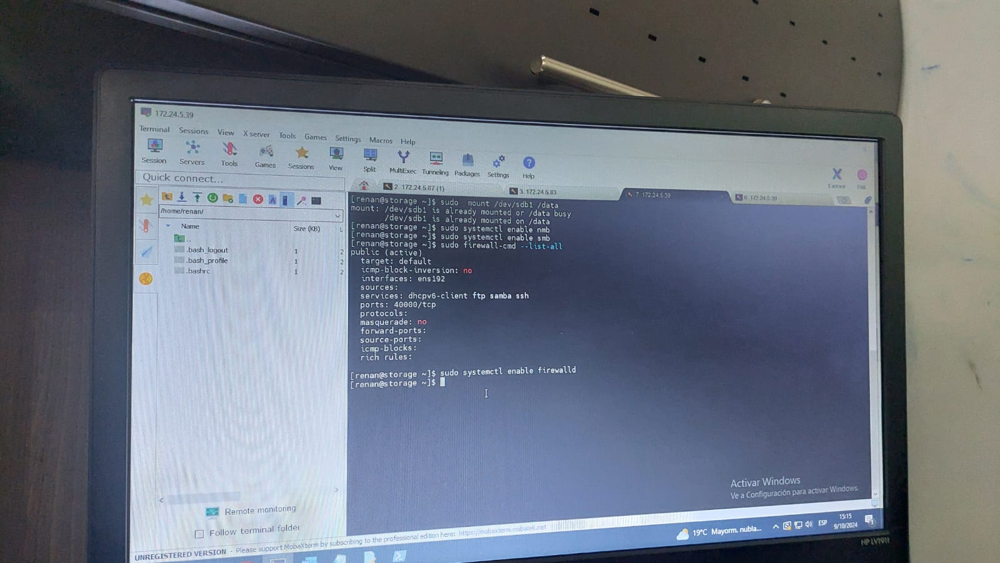 172.24.5.39
Terminal Sessions View X server Tools Games Settings Macros Help
Session Servers Tools Games Sessions View Split MultiExec Tunneling Packages Settings Help
Quick connect...
2. 172.24.5.87 (1)
3. 172.24.5.83
7. 172.24.5.39
6. 172.24.5.39
/home/renan/
Name Size (KB)
..
.bash_logout 1 2
.bash_profile 1 2
.bashrc 1 2
Remote monitoring
Follow terminal folder
[renan@storage ~]$ sudo  mount /dev/sdb1 /data
mount: /dev/sdb1 is already mounted or /data busy
/dev/sdb1 is already mounted on /data
[renan@storage ~]$ sudo systemctl enable nmb
[renan@storage ~]$ sudo systemctl enable smb
[renan@storage ~]$ sudo firewall-cmd --list-all
public (active)
target: default
icmp-block-inversion: no
interfaces: ens192
sources:
services: dhcpv6-client ftp samba ssh
ports: 40000/tcp
protocols:
masquerade: no
forward-ports:
source-ports:
icmp-blocks:
rich rules:
[renan@storage ~]$ sudo systemctl enable firewalld
[renan@storage ~]$
Activar Windows
Ve a Configuración para activar Windows.
UNREGISTERED VERSION - Please support MobaXterm by subscribing to the professional edition here: https://mobaxterm.mobatek.net
19°C Mayorm. nubla...
ESP
15:15
9/10/2024
3
HP LV1911